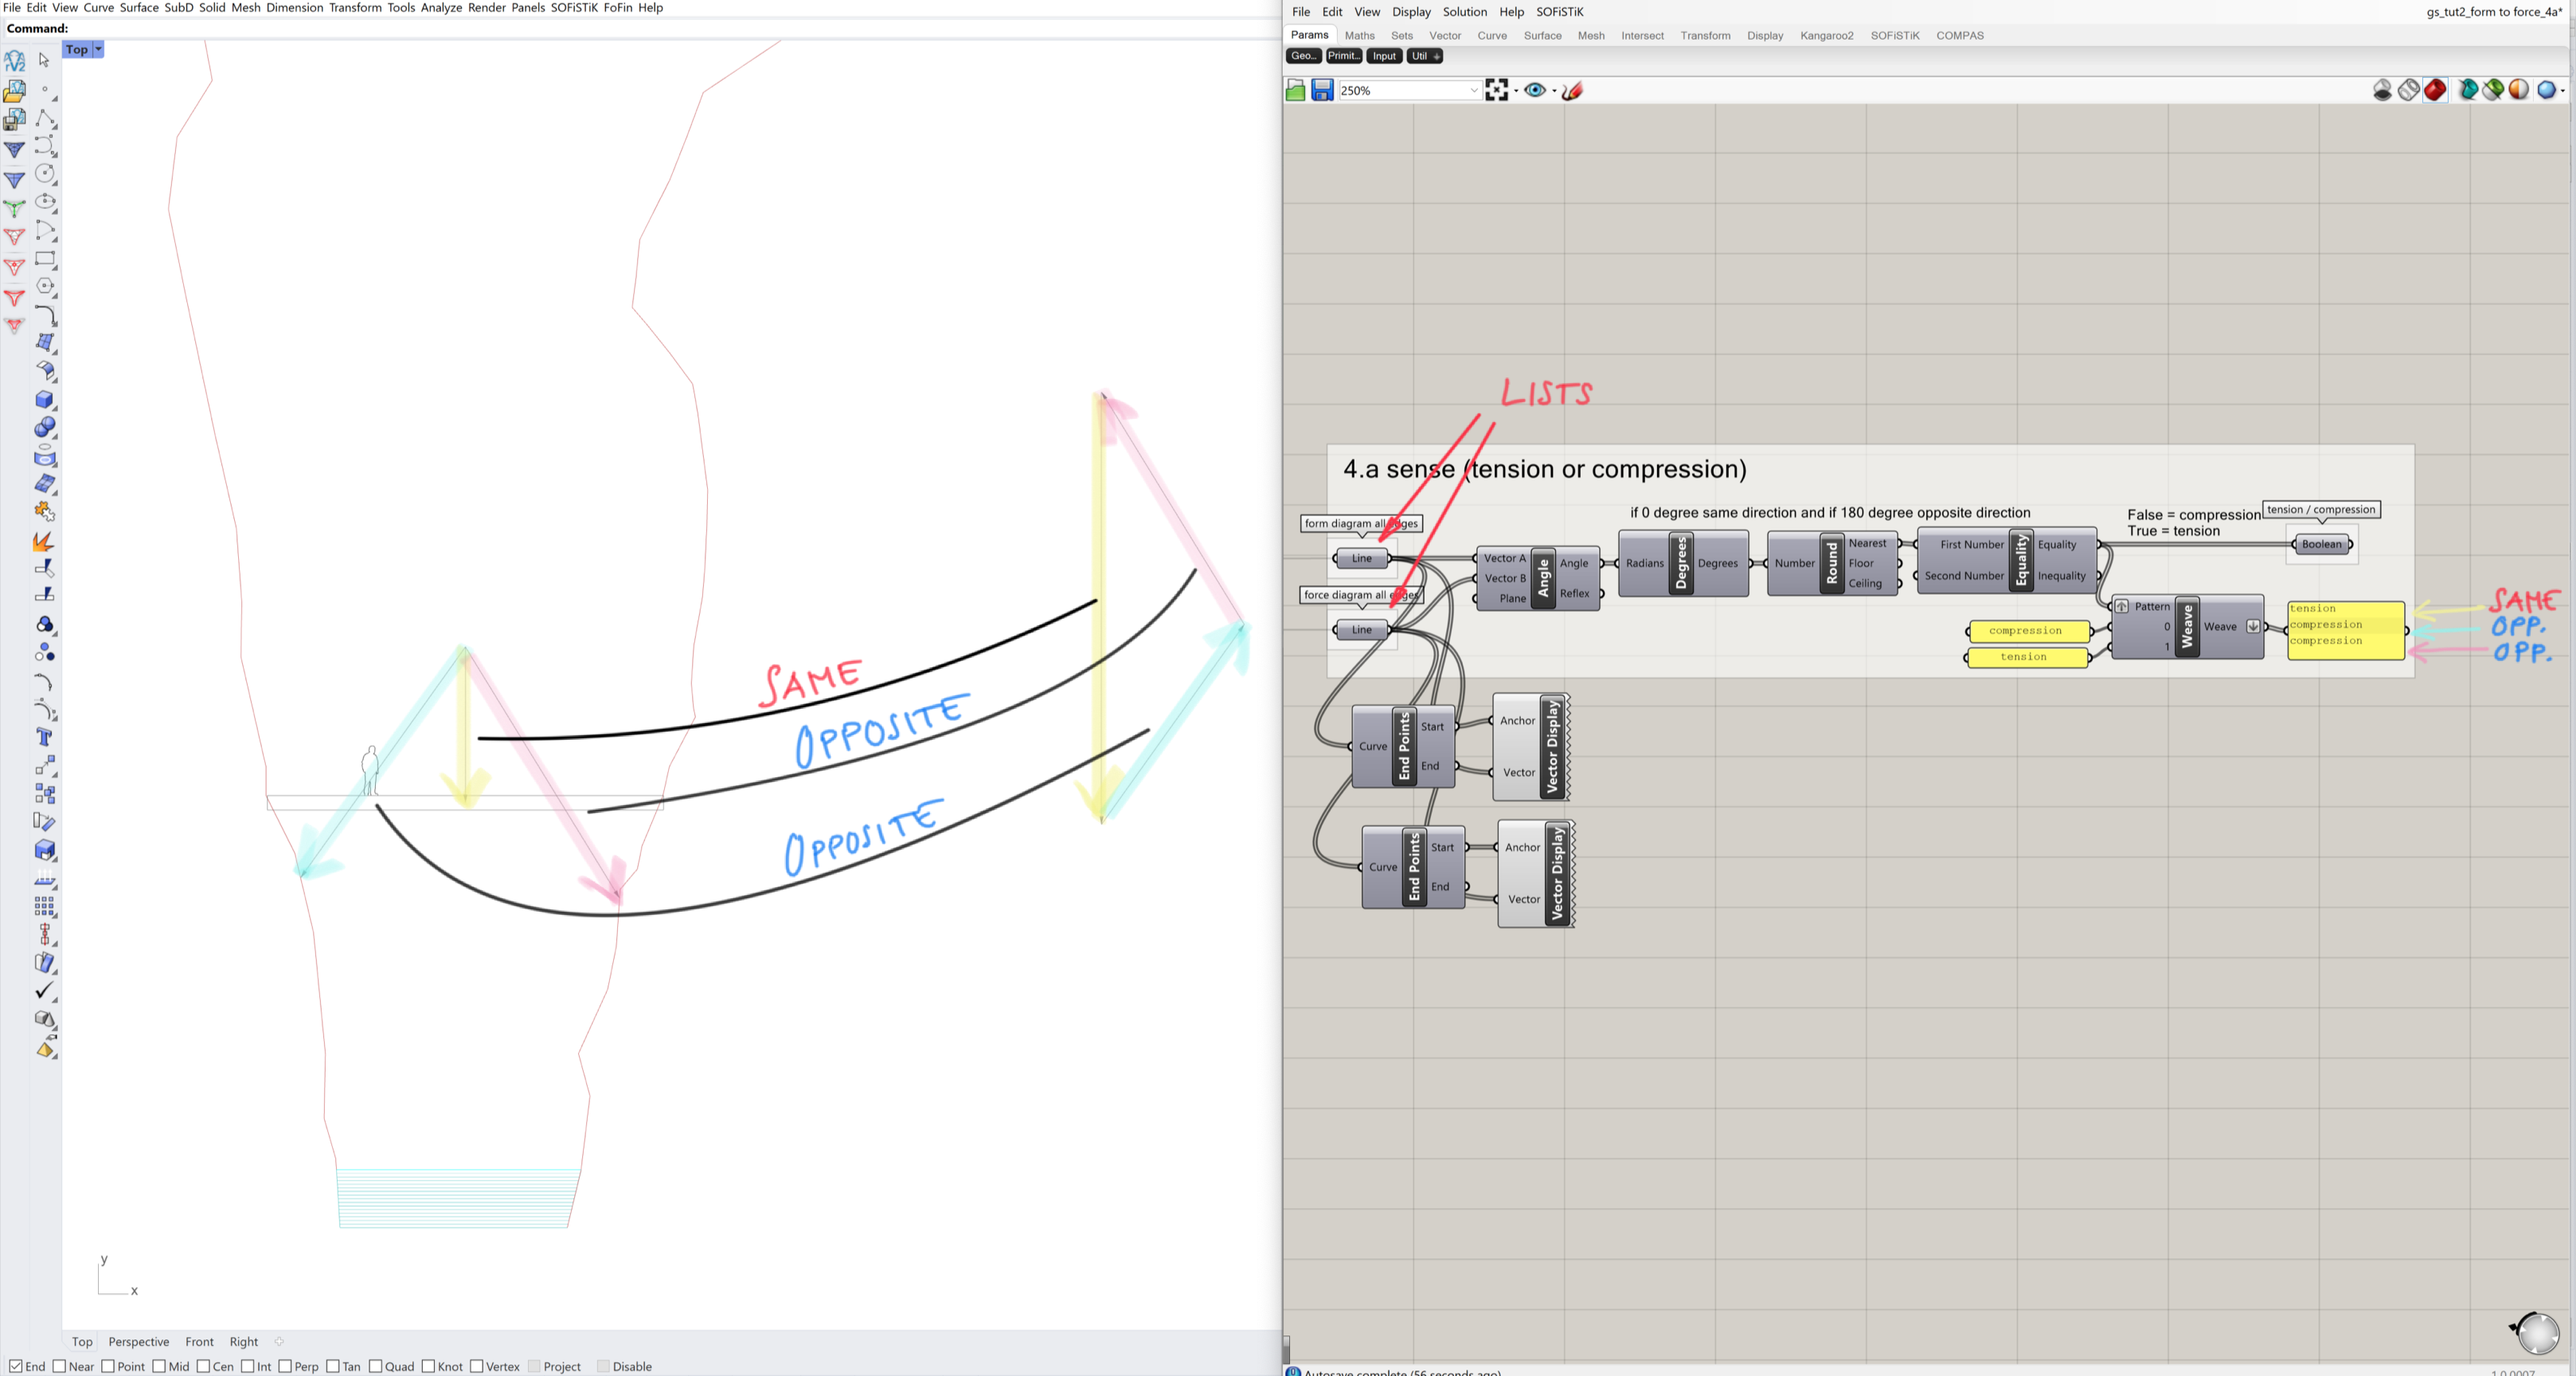 File Edit View Curve Surface SubD Solid Mesh Dimension Transform Tools Analyze Render Panels SOFiSTiK FoFin Help
Command:
Top
SAME
OPPOSITE
OPPOSITE
y
x
Top Perspective Front Right
End Near Point Mid Cen Int Perp Tan Quad Knot Vertex Project Disable
File Edit View Display Solution Help SOFiSTiK
gs_tut2_form to force_4a*
Params Maths Sets Vector Curve Surface Mesh Intersect Transform Display Kangaroo2 SOFiSTiK COMPAS
Geo... Primit... Input Util
250%
LISTS
4.a sense (tension or compression)
if 0 degree same direction and if 180 degree opposite direction
False = compression
True = tension
tension / compression
form diagram all edges
Line
force diagram all edges
Line
Vector A
Vector B
Plane
Angle
Angle
Reflex
Radians
Degrees
Degrees
Number
Round
Nearest
Floor
Ceiling
First Number
Second Number
Equality
Equality
Inequality
Boolean
compression
tension
Pattern
0
1
Weave
Weave
tension
compression
compression
SAME
OPP.
OPP.
Curve
End Points
Start
End
Anchor
Vector
Vector Display
Curve
End Points
Start
End
Anchor
Vector
Vector Display
Autosave complete (56 seconds ago)
1.0.0007